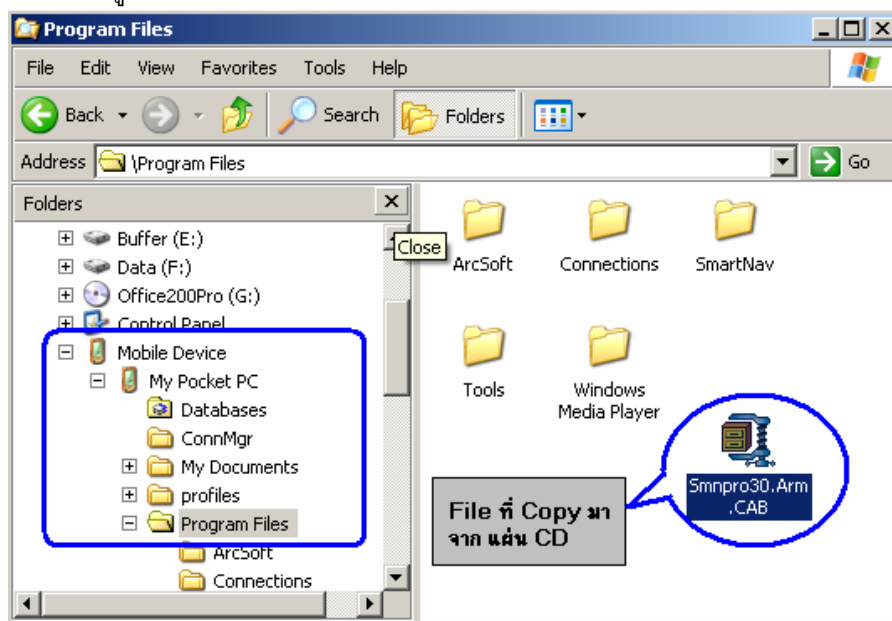 Program Files
File Edit View Favorites Tools Help
Back Search Folders
Address \Program Files Go
Folders
Buffer (E:)
Data (F:)
Office200Pro (G:)
Control Panel
Mobile Device
My Pocket PC
Databases
ConnMgr
My Documents
profiles
Program Files
ArcSoft
Connections
Close
ArcSoft Connections SmartNav
Tools Windows
Media Player
Smnpro30.Arm
.CAB
File ที่ Copy มา
จาก แผ่น CD